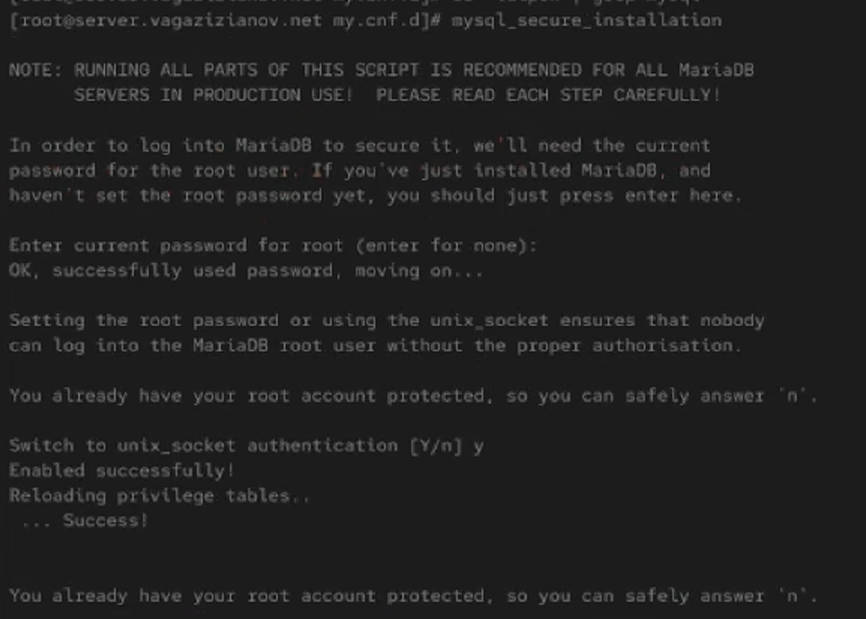 [root@server.vagazizianov.net my.cnf.d]# mysql_secure_installation
NOTE: RUNNING ALL PARTS OF THIS SCRIPT IS RECOMMENDED FOR ALL MariaDB
SERVERS IN PRODUCTION USE! PLEASE READ EACH STEP CAREFULLY!
In order to log into MariaDB to secure it, we'll need the current
password for the root user. If you've just installed MariaDB, and
haven't set the root password yet, you should just press enter here.
Enter current password for root (enter for none):
OK, successfully used password, moving on...
Setting the root password or using the unix_socket ensures that nobody
can log into the MariaDB root user without the proper authorisation.
You already have your root account protected, so you can safely answer 'n'.
Switch to unix_socket authentication [Y/n] y
Enabled successfully!
Reloading privilege tables..
... Success!
You already have your root account protected, so you can safely answer 'n'.